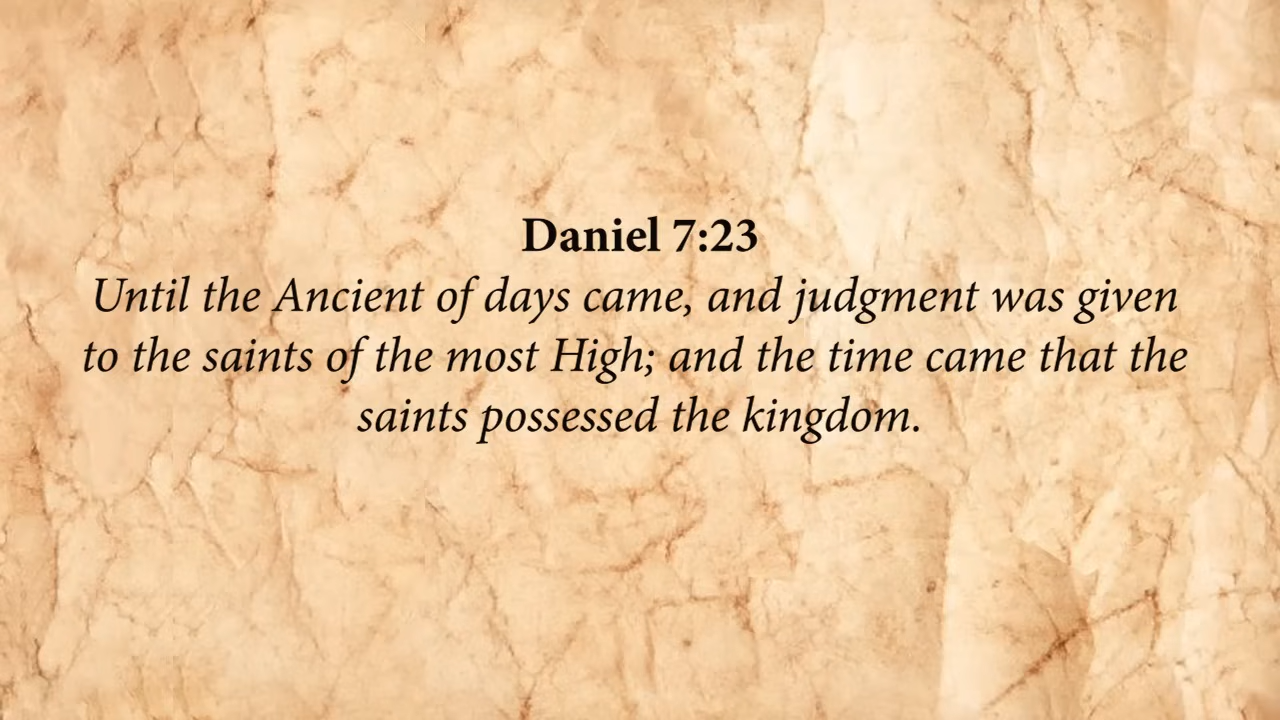 Daniel 7:23
Until the Ancient of days came, and judgment was given
to the saints of the most High; and the time came that the
saints possessed the kingdom.